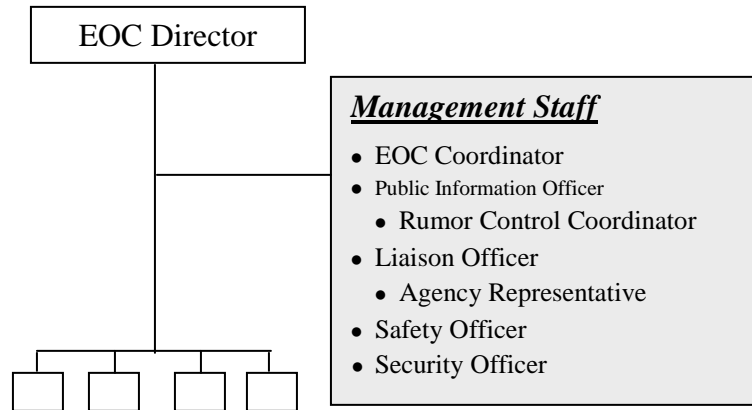 EOC Director
Management Staff
• EOC Coordinator
• Public Information Officer
• Rumor Control Coordinator
• Liaison Officer
• Agency Representative
• Safety Officer
• Security Officer